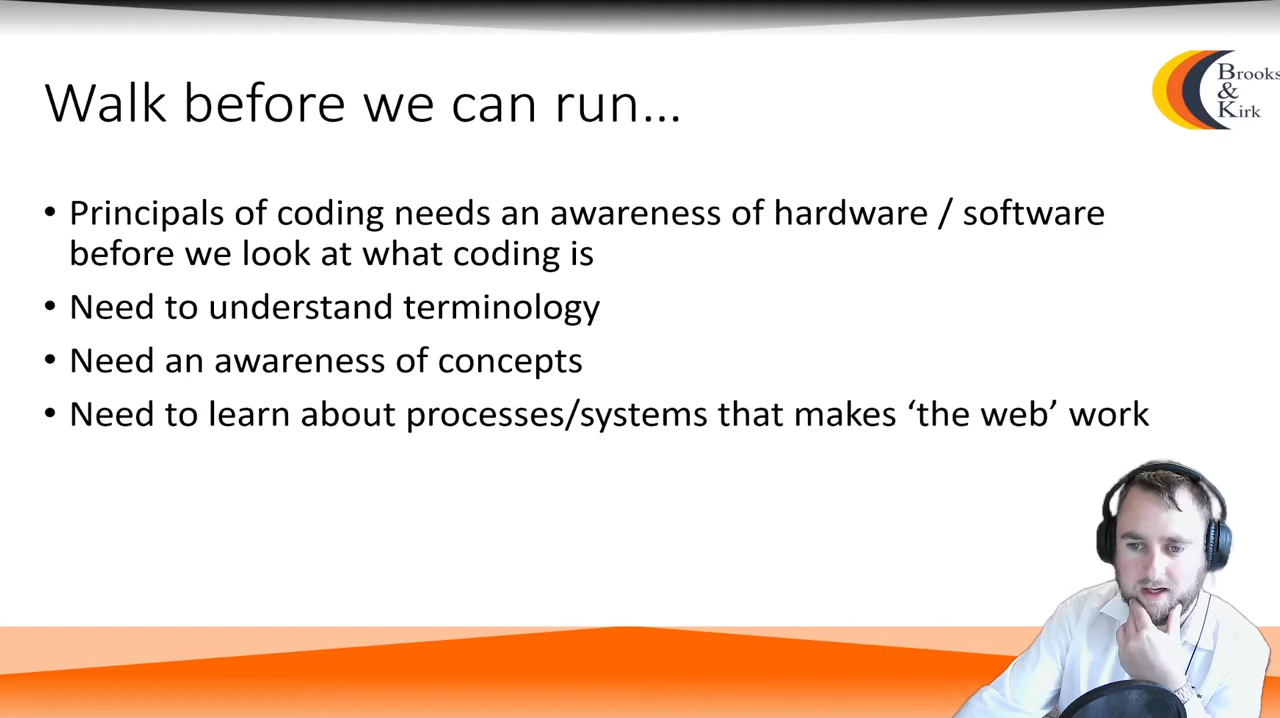 Walk before we can run...
Brooks
&
Kirk
• Principals of coding needs an awareness of hardware / software
before we look at what coding is
• Need to understand terminology
• Need an awareness of concepts
• Need to learn about processes/systems that makes ‘the web’ work